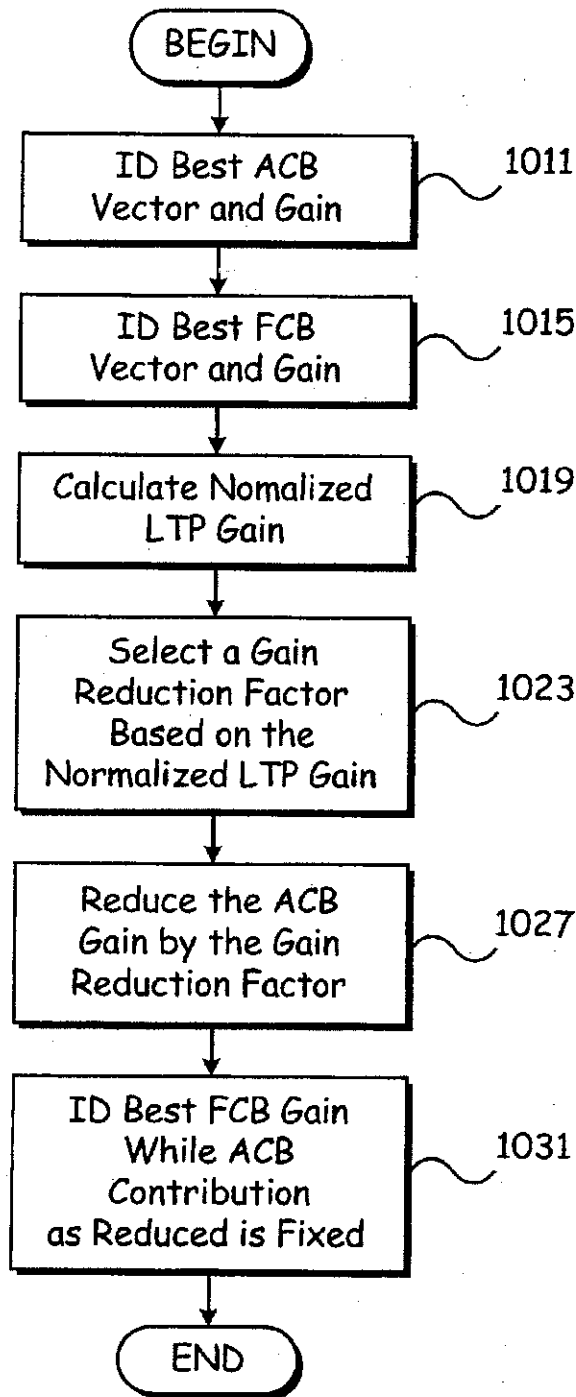 BEGIN
ID Best ACB
Vector and Gain
1011
ID Best FCB
Vector and Gain
1015
Calculate Nomalized
LTP Gain
1019
Select a Gain
Reduction Factor
Based on the
Normalized LTP Gain
1023
Reduce the ACB
Gain by the Gain
Reduction Factor
1027
ID Best FCB Gain
While ACB
Contribution
as Reduced is Fixed
1031
END